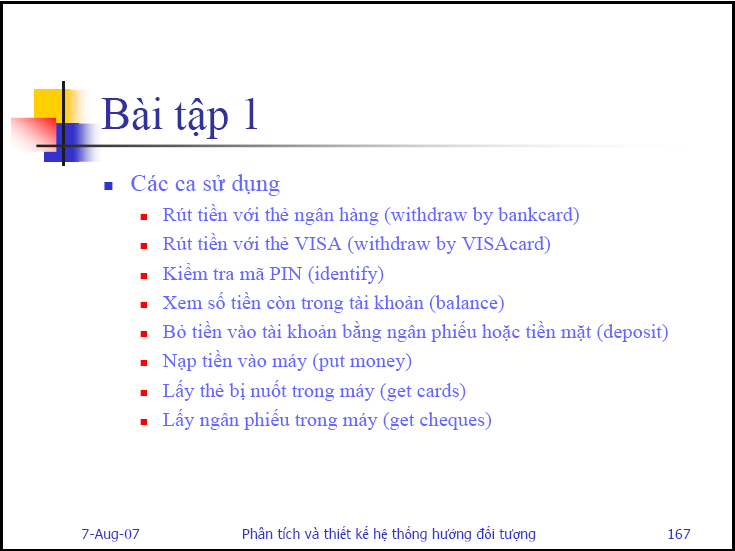 Bài tập 1
Các ca sử dụng
Rút tiền với thẻ ngân hàng (withdraw by bankcard)
Rút tiền với thẻ VISA (withdraw by VISAcard)
Kiểm tra mã PIN (identify)
Xem số tiền còn trong tài khoản (balance)
Bỏ tiền vào tài khoản bằng ngân phiếu hoặc tiền mặt (deposit)
Nạp tiền vào máy (put money)
Lấy thẻ bị nuốt trong máy (get cards)
Lấy ngân phiếu trong máy (get cheques)
7-Aug-07 Phân tích và thiết kế hệ thống hướng đối tượng 167